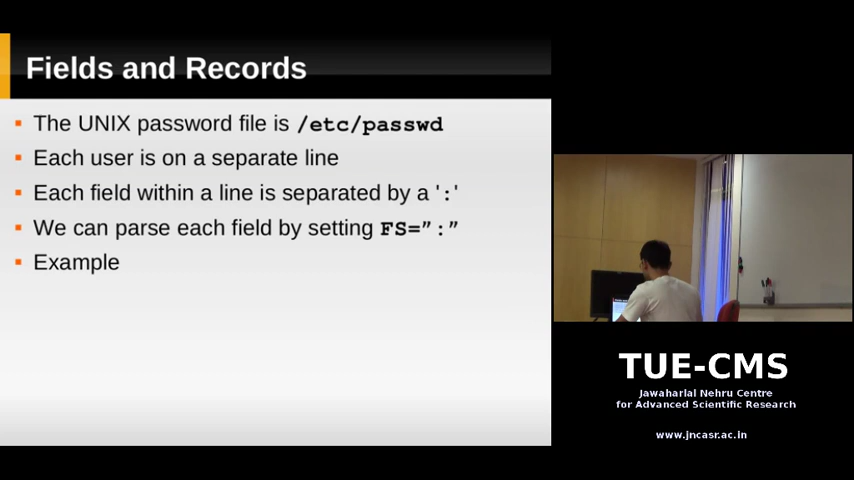 Fields and Records
The UNIX password file is /etc/passwd
Each user is on a separate line
Each field within a line is separated by a ':'
We can parse each field by setting FS=”:”
Example
TUE-CMS
Jawaharlal Nehru Centre
for Advanced Scientific Research
www.jncasr.ac.in